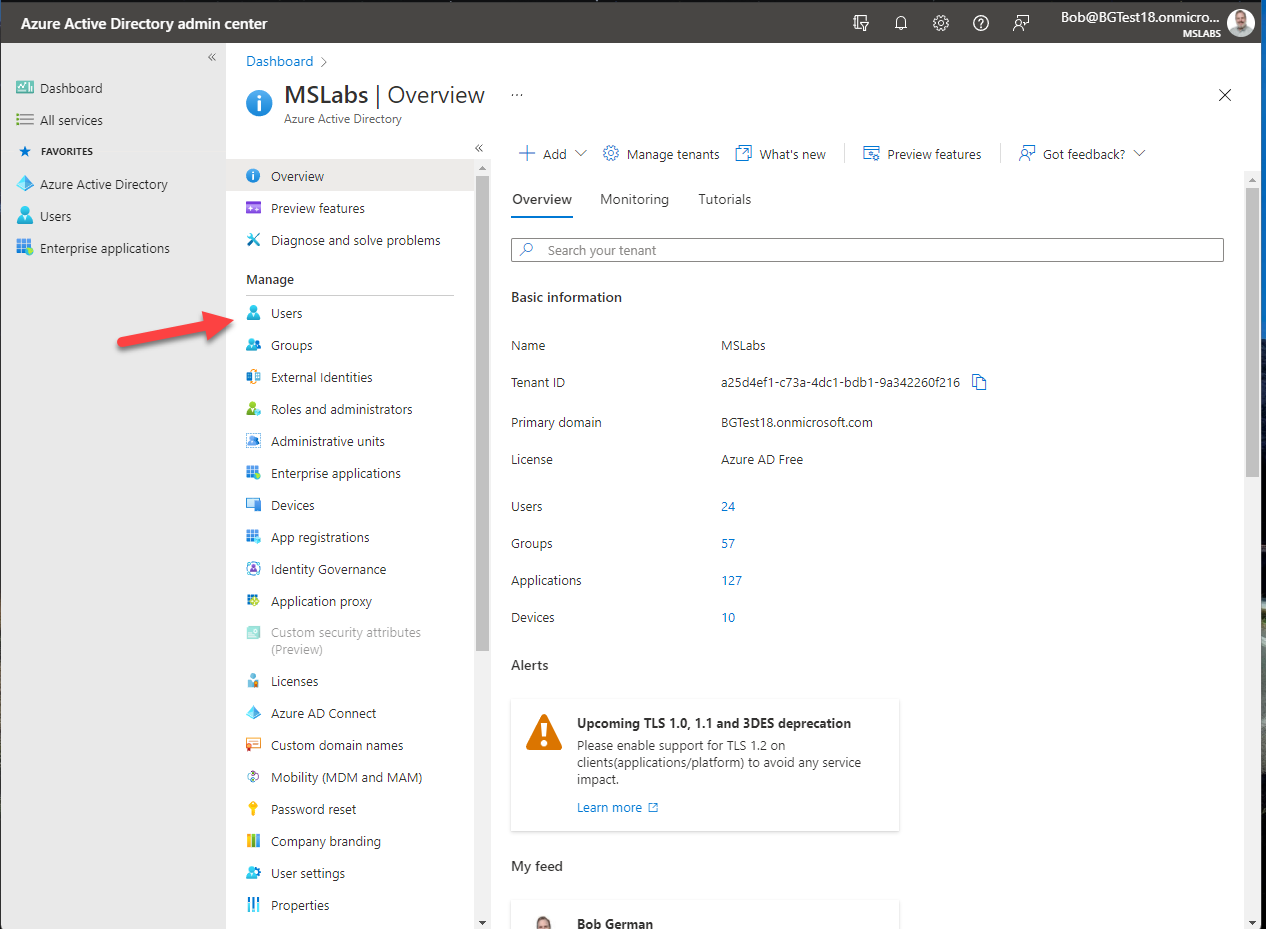 Azure Active Directory admin center
Bob@BGTest18.onmicro...
MSLABS
Dashboard
All services
FAVORITES
Azure Active Directory
Users
Enterprise applications
Dashboard
MSLabs | Overview
Azure Active Directory
Overview
Preview features
Diagnose and solve problems
Manage
Users
Groups
External Identities
Roles and administrators
Administrative units
Enterprise applications
Devices
App registrations
Identity Governance
Application proxy
Custom security attributes
(Preview)
Licenses
Azure AD Connect
Custom domain names
Mobility (MDM and MAM)
Password reset
Company branding
User settings
Properties
Add Manage tenants What's new Preview features Got feedback?
Overview Monitoring Tutorials
Search your tenant
Basic information
Name MSLabs
Tenant ID a25d4ef1-c73a-4dc1-bdb1-9a342260f216
Primary domain BGTest18.onmicrosoft.com
License Azure AD Free
Users 24
Groups 57
Applications 127
Devices 10
Alerts
Upcoming TLS 1.0, 1.1 and 3DES deprecation
Please enable support for TLS 1.2 on
clients(applications/platform) to avoid any service
impact.
Learn more
My feed
Bob German